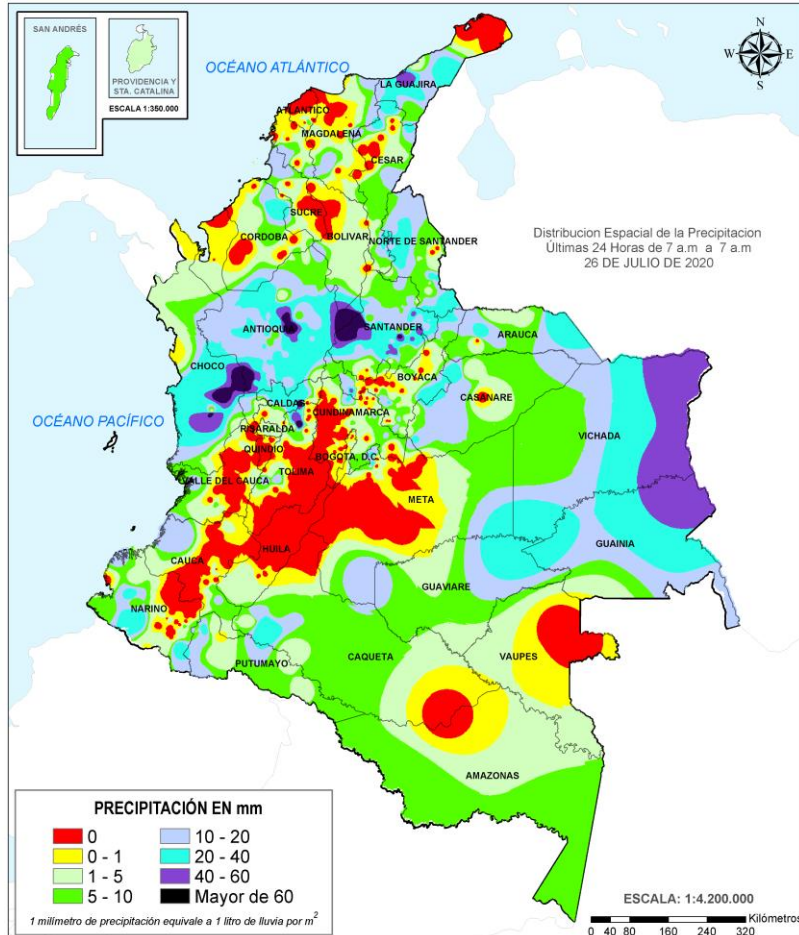 SAN ANDRÉS
PROVIDENCIA Y
STA. CATALINA
ESCALA 1:350.000
OCÉANO ATLÁNTICO
N
W
E
S
LA GUAJIRA
ATLANTICO
MAGDALENA
CESAR
SUCRE
CORDOBA
BOLIVAR
NORTE DE SANTANDER
Distribucion Espacial de la Precipitacion
Últimas 24 Horas de 7 a.m a 7 a.m
26 DE JULIO DE 2020
ANTIOQUIA
SANTANDER
ARAUCA
CHOCO
BOYACA
CASANARE
CALDAS
CUNDINAMARCA
OCÉANO PACÍFICO
RISARALDA
VICHADA
QUINDIO
BOGOTA, D.C.
TOLIMA
VALLE DEL CAUCA
META
GUAINIA
HUILA
CAUCA
GUAVIARE
NARINO
VAUPES
CAQUETA
PUTUMAYO
AMAZONAS
PRECIPITACIÓN EN mm
0
0 - 1
1 - 5
5 - 10
10 - 20
20 - 40
40 - 60
Mayor de 60
1 milímetro de precipitación equivale a 1 litro de lluvia por m²
ESCALA: 1:4.200.000
Kilómetros
0 40 80 160 240 320